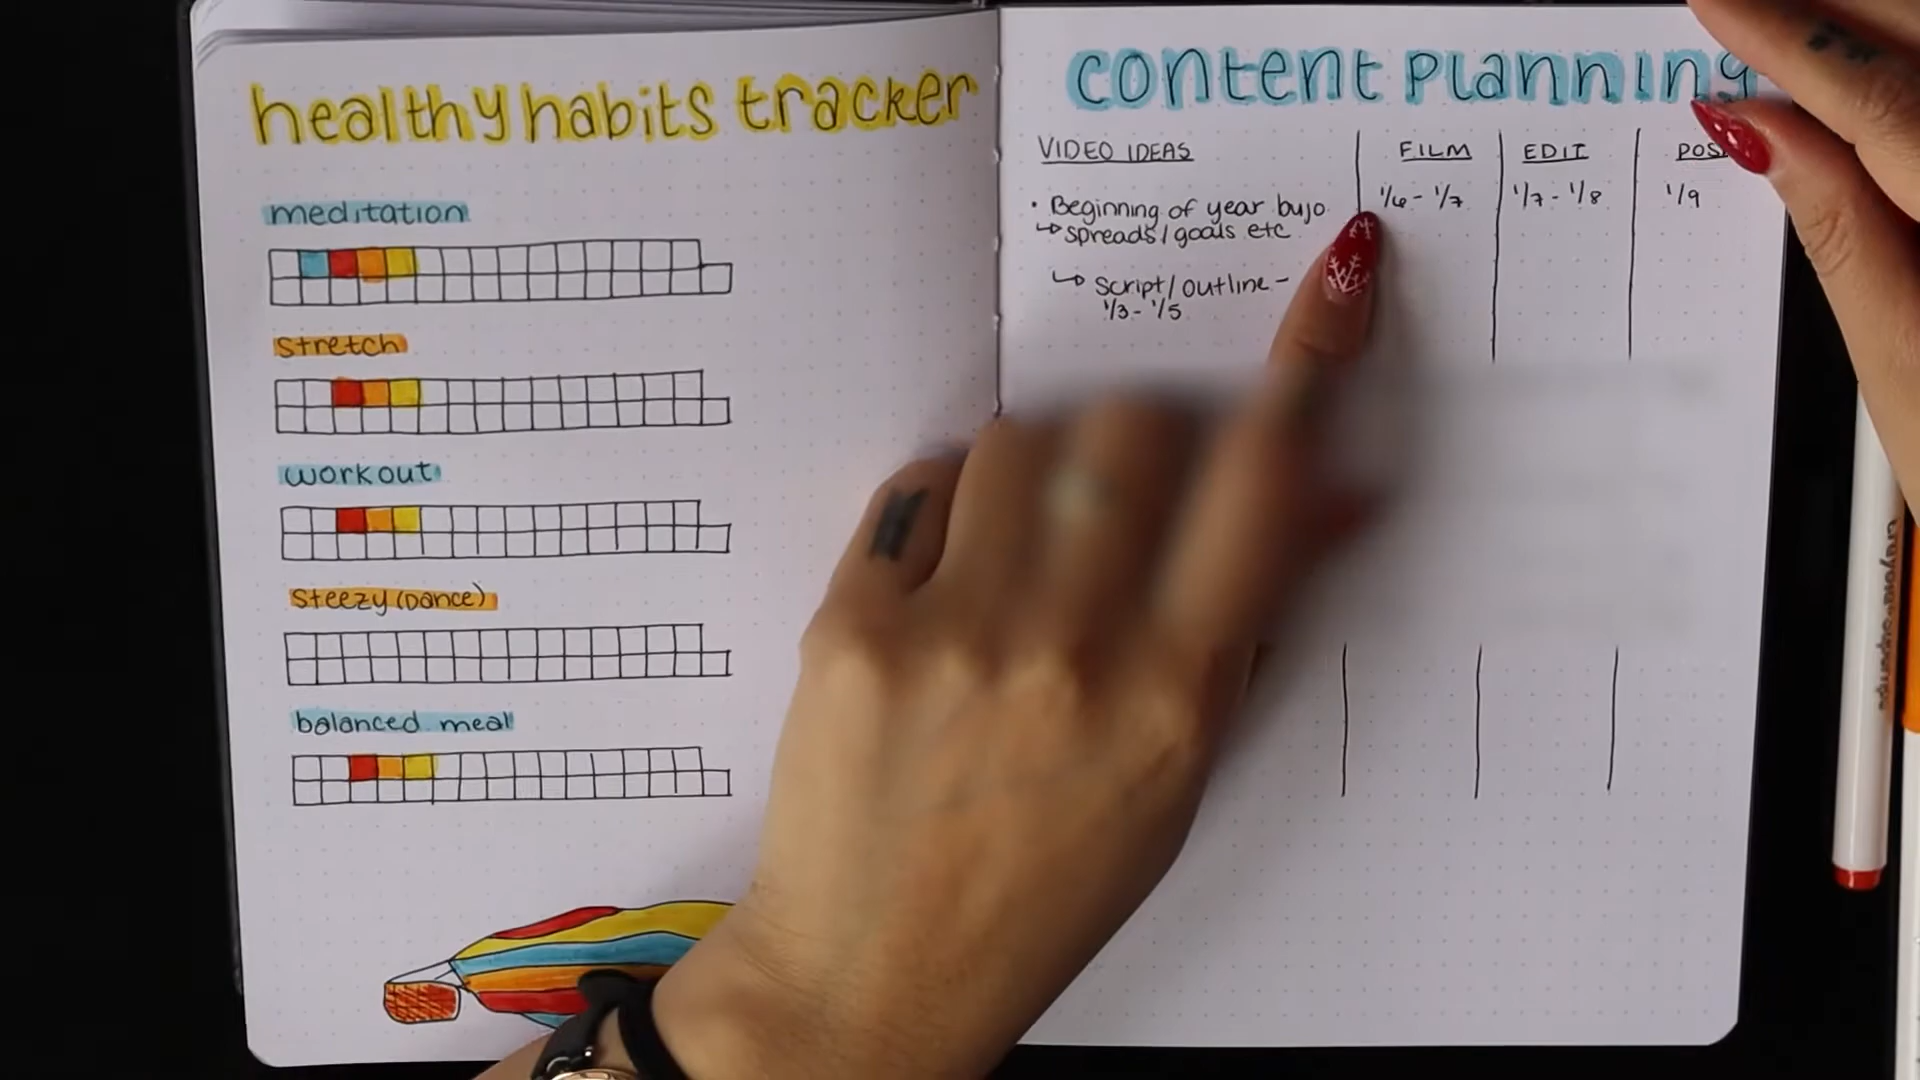 healthy habits tracker
meditation
stretch
workout
steezy (Dance)
balanced meal
content planning
VIDEO IDEAS
FILM
EDIT
• Beginning of year bujo
↳ spreads/goals etc
1/6 - 1/7
1/7 - 1/8
1/9
↳ Script/outline -
1/3 - 1/5
Crayola